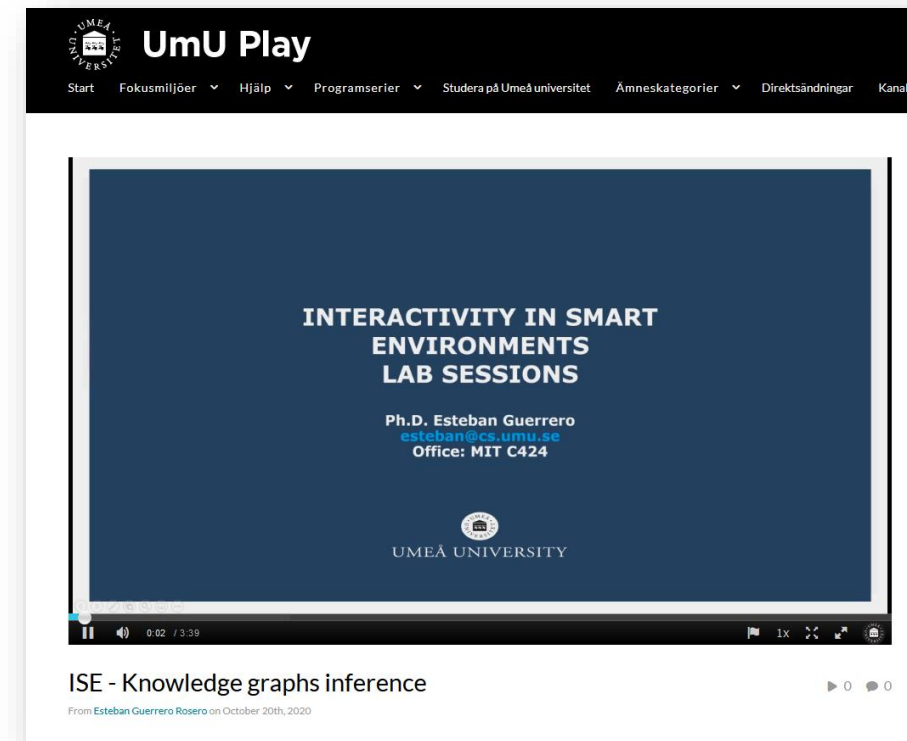 UMEÅ UNIVERSITET
UmU Play
Start Fokusmiljöer Hjälp Programserier Studera på Umeå universitet Ämneskategorier Direktsändningar Kanal
INTERACTIVITY IN SMART
ENVIRONMENTS
LAB SESSIONS
Ph.D. Esteban Guerrero
esteban@cs.umu.se
Office: MIT C424
UMEÅ UNIVERSITY
0:02 / 3:39
1x
ISE - Knowledge graphs inference
0 0
From Esteban Guerrero Rosero on October 20th, 2020